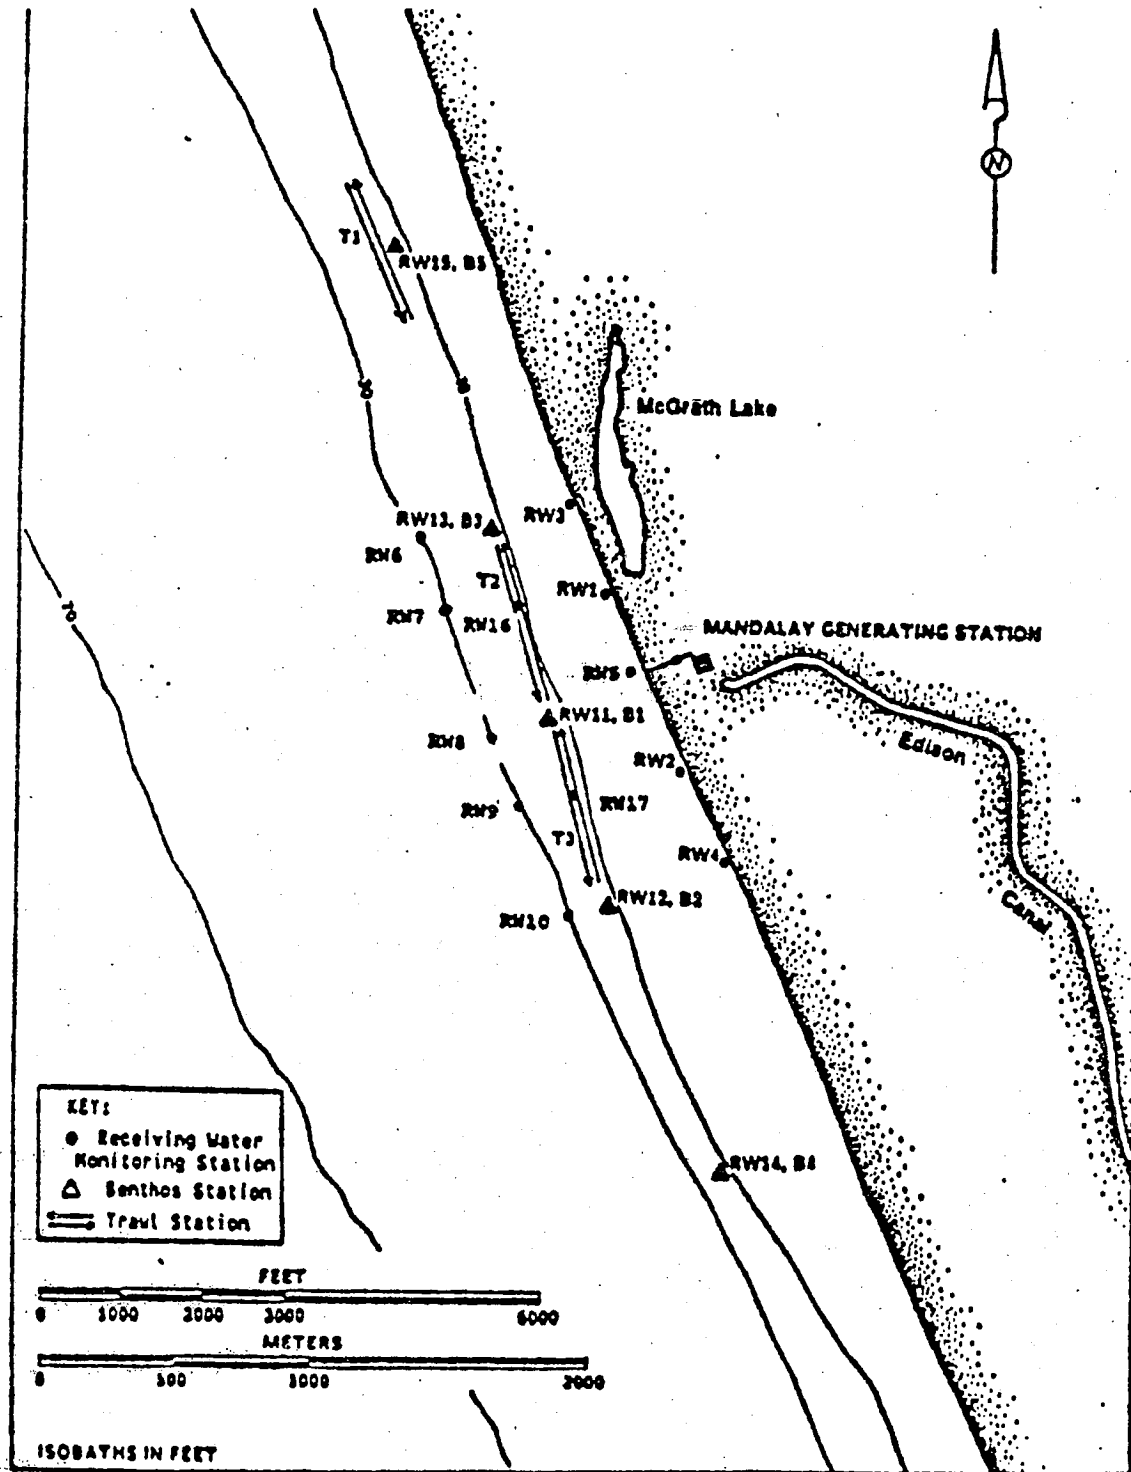 N
T1
RW15, B5
McGrath Lake
30
RW13, B3
RW3
RW6
T2
RW1
RW7
RW16
MANDALAY GENERATING STATION
RW5
RW11, B1
Edison
RW8
RW2
RW9
RW17
T3
RW4
RW12, B2
Canal
RW10
70
RW14, B4
KEY:
Receiving Water
Monitoring Station
Benthos Station
Trawl Station
FEET
0 1000 2000 3000 6000
METERS
0 500 1000 2000
ISOBATHS IN FEET